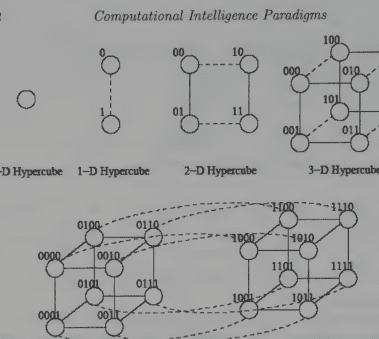 2 Computational Intelligence Paradigms
100
0 00 10 000 010
101
1 01 11 001 011
-D Hypercube 1-D Hypercube 2-D Hypercube 3-D Hypercube
1100 1110
0100 0110
0000 0010 1000 1010
0101 0111 1101 1111
0001 0011 1001 1011